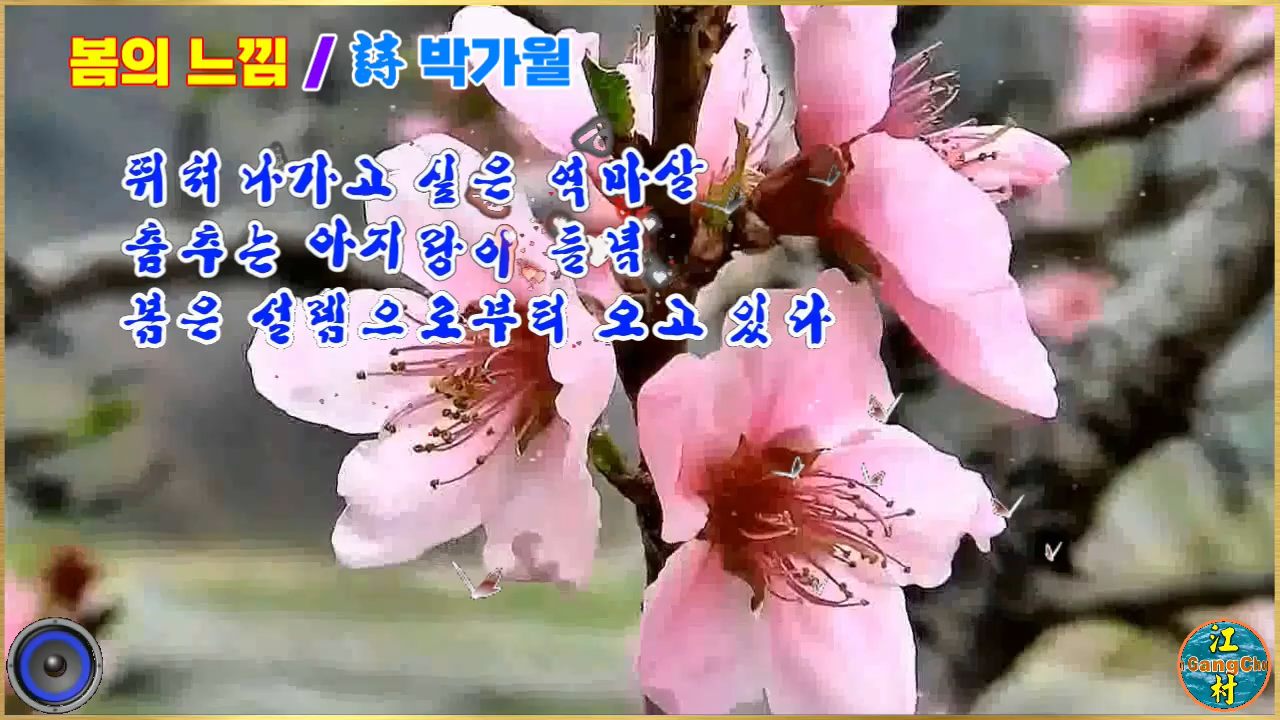 봄의 느낌 / 詩 박가월
뛰쳐 나가고 싶은 역마살
춤추는 아지랑이 들녘
봄은 설렘으로부터 오고 있다
江
GangCho
村